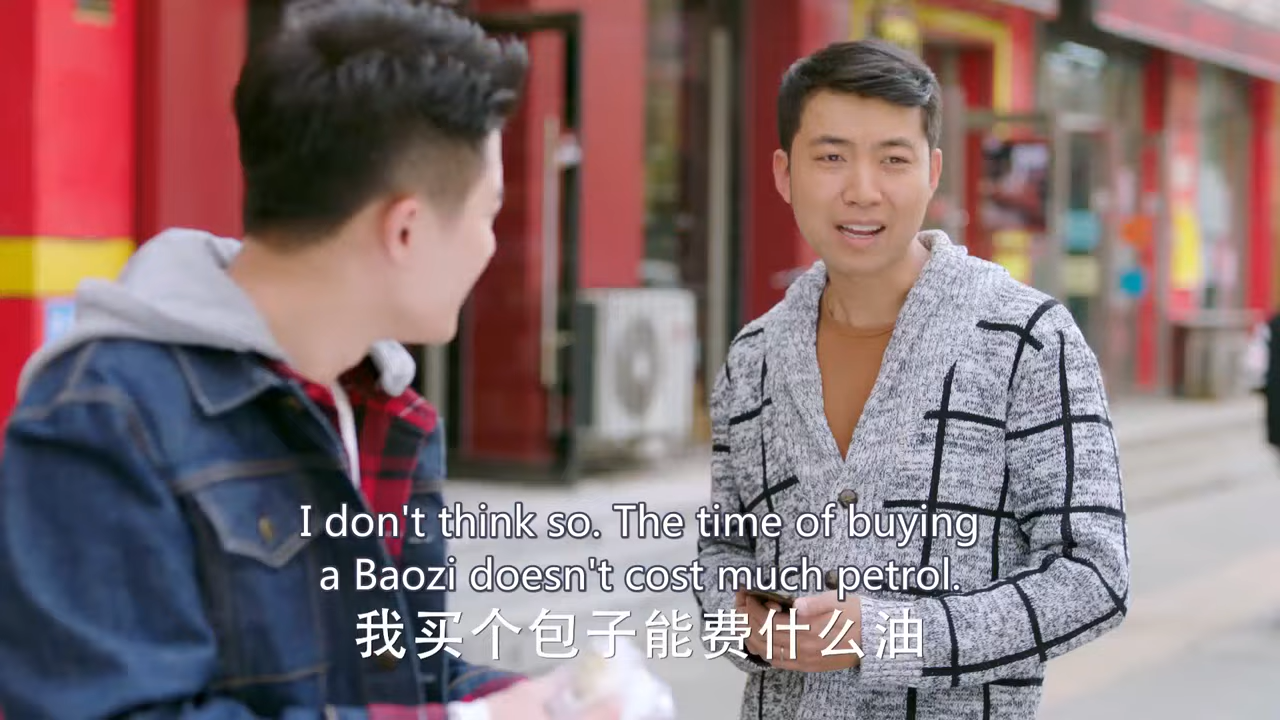 I don't think so. The time of buying
a Baozi doesn't cost much petrol.
我买个包子能费什么油